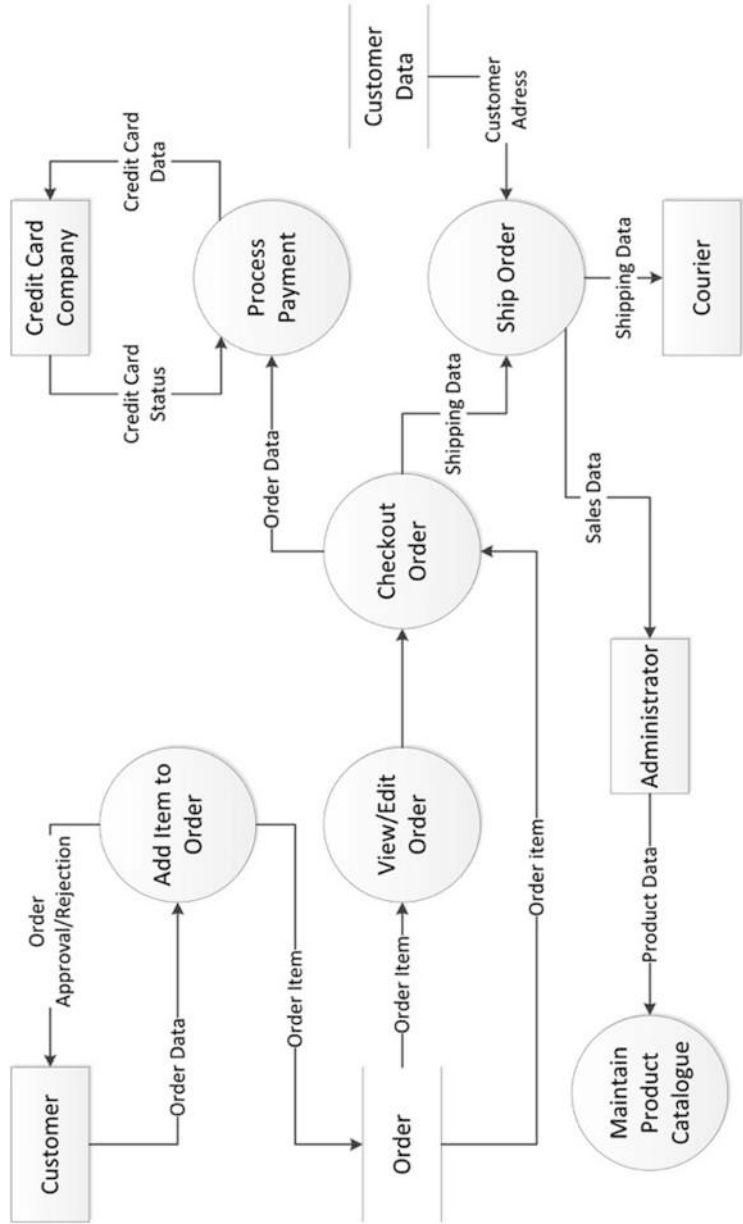 Customer
Order
Approval/Rejection
Order Data
Add Item to
Order
Credit Card
Company
Credit Card
Status
Credit Card
Data
Process
Payment
Order Item
Order Data
Order
Order Item
View/Edit
Order
Checkout
Order
Customer
Data
Shipping Data
Customer
Adress
Ship Order
Order item
Sales Data
Shipping Data
Maintain
Product
Catalogue
Product Data
Administrator
Courier